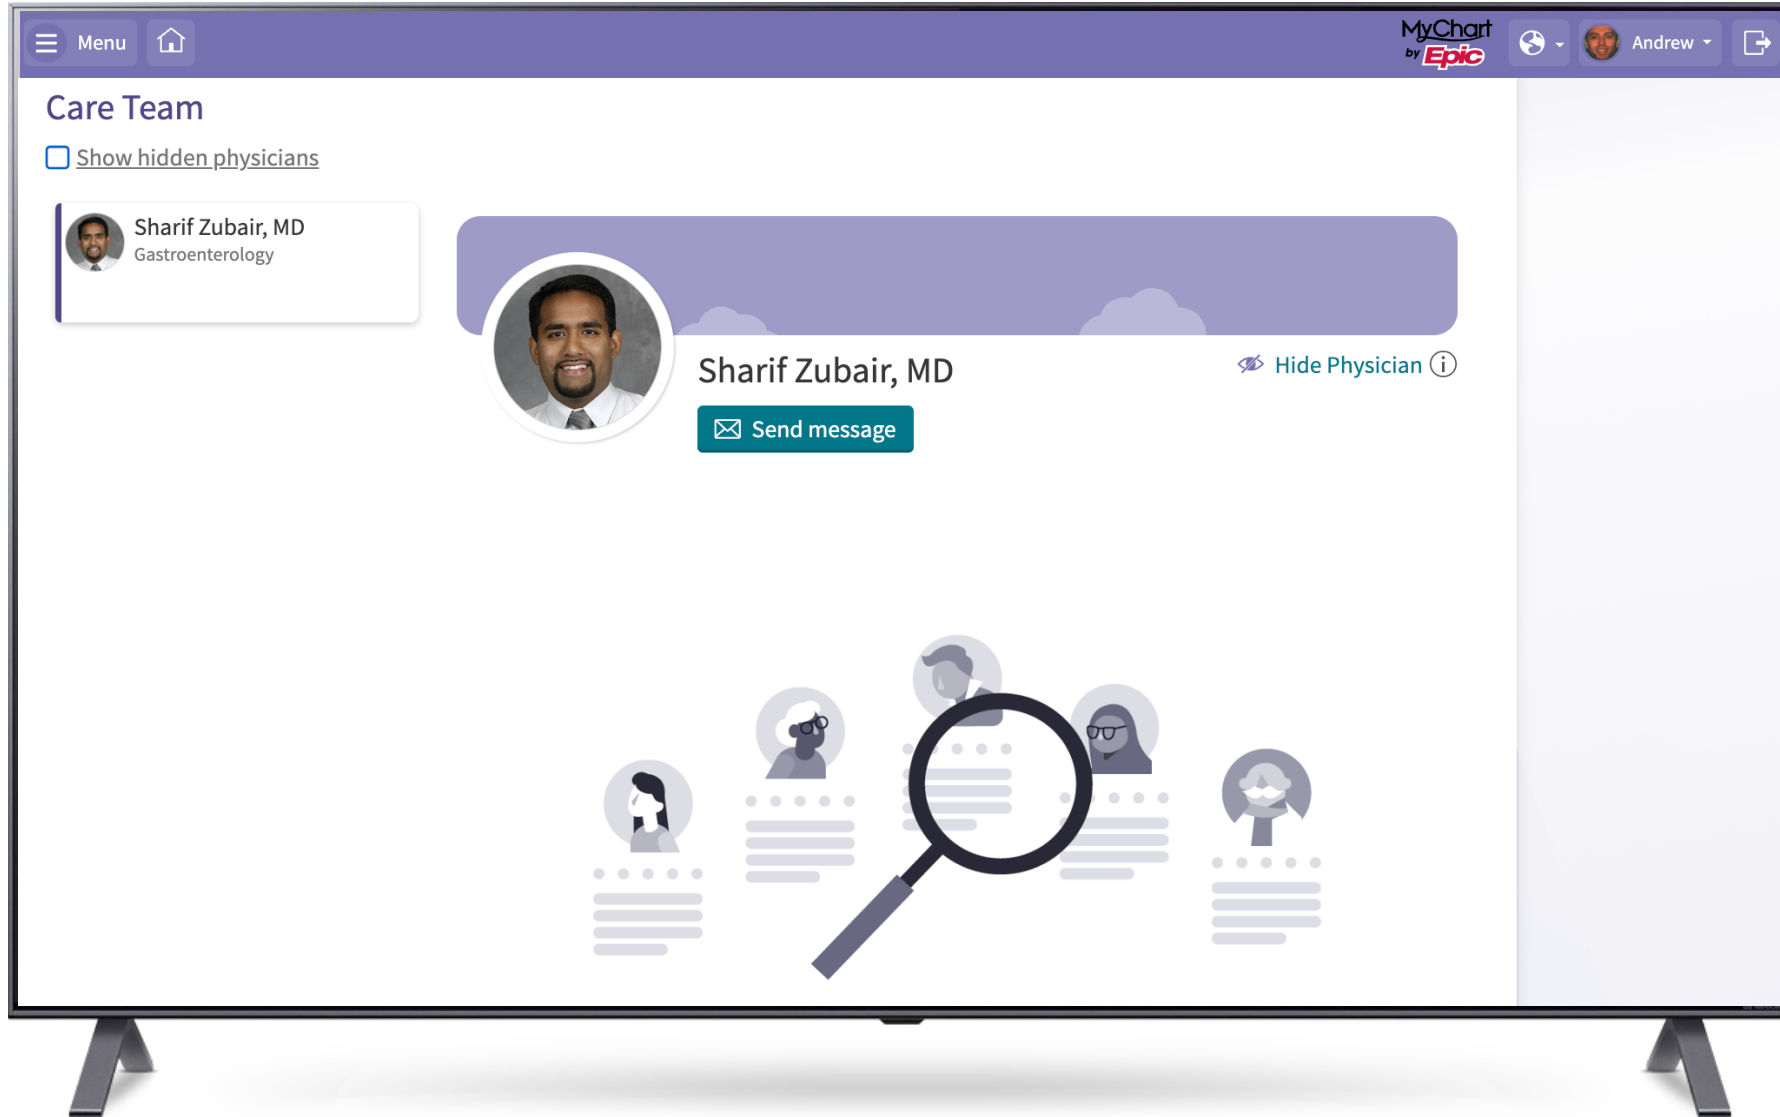 Menu
MyChart
by Epic
Andrew
Care Team
Show hidden physicians
Sharif Zubair, MD
Gastroenterology
Sharif Zubair, MD
Hide Physician
Send message